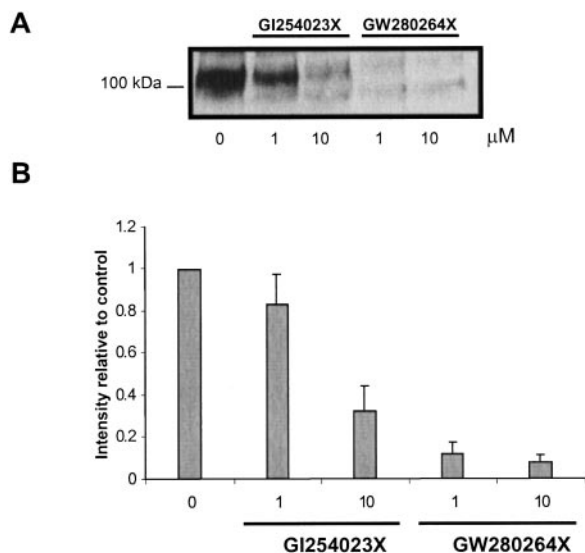 A
GI254023X GW280264X
100 kDa
0 1 10 1 10 μM
B
1.2
1
0.8
0.6
0.4
0.2
0
Intensity relative to control
0 1 10 1 10
GI254023X GW280264X